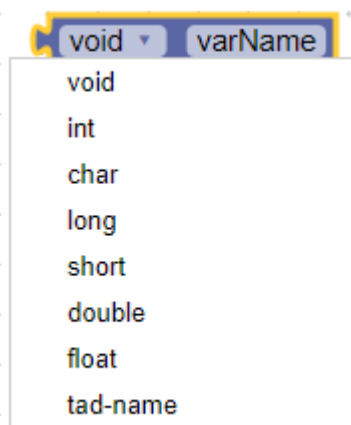 void varName
void
int
char
long
short
double
float
tad-name